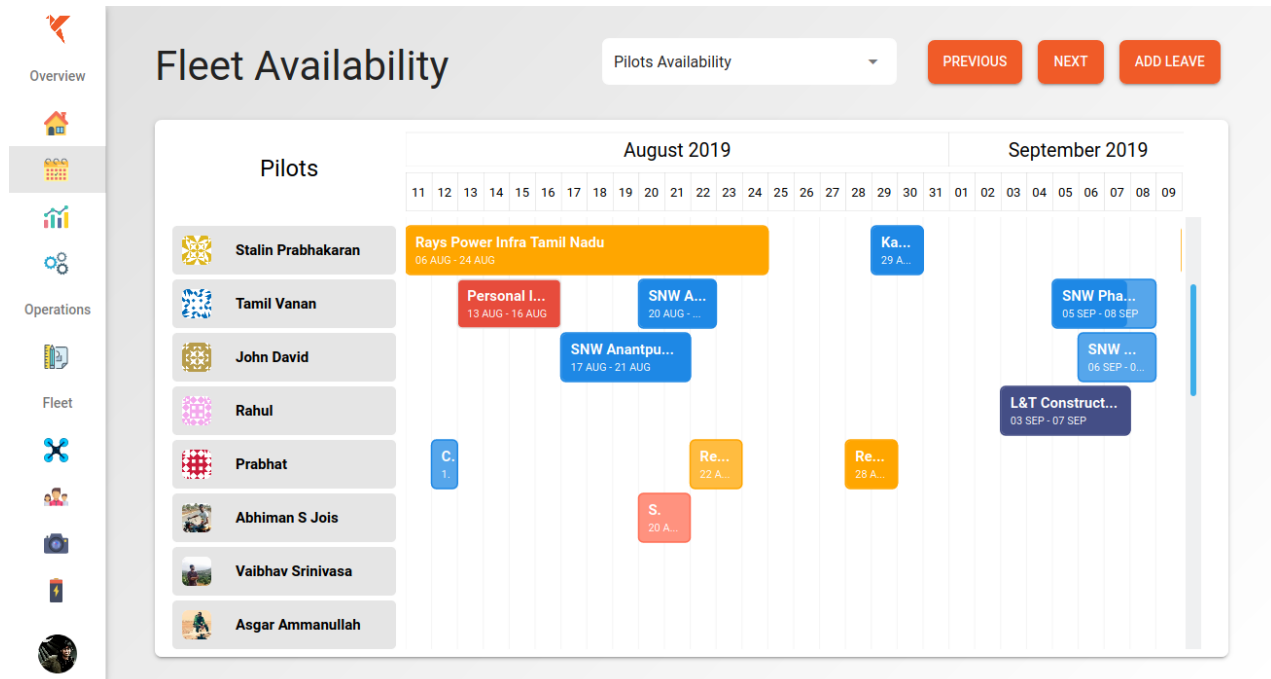 Overview
Operations
Fleet
Fleet Availability
Pilots Availability
PREVIOUS
NEXT
ADD LEAVE
Pilots
August 2019
September 2019
11 12 13 14 15 16 17 18 19 20 21 22 23 24 25 26 27 28 29 30 31 01 02 03 04 05 06 07 08 09
Stalin Prabhakaran
Rays Power Infra Tamil Nadu
06 AUG - 24 AUG
Ka...
29 A...
Tamil Vanan
Personal l...
13 AUG - 16 AUG
SNW A...
20 AUG - ...
SNW Pha...
05 SEP - 08 SEP
John David
SNW Anantpu...
17 AUG - 21 AUG
SNW ...
06 SEP - 0...
Rahul
L&T Construct...
03 SEP - 07 SEP
Prabhat
C.
1.
Re...
22 A...
Re...
28 A...
Abhiman S Jois
S.
20 A...
Vaibhav Srinivasa
Asgar Ammanullah